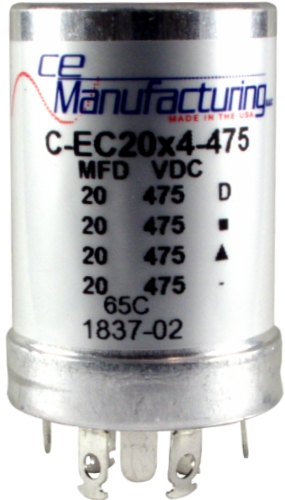 ce
Manufacturing LLC
MADE IN THE USA
C-EC20x4-475
MFD VDC
20 475 D
20 475 ■
20 475 ▲
20 475 -
65C
1837-02